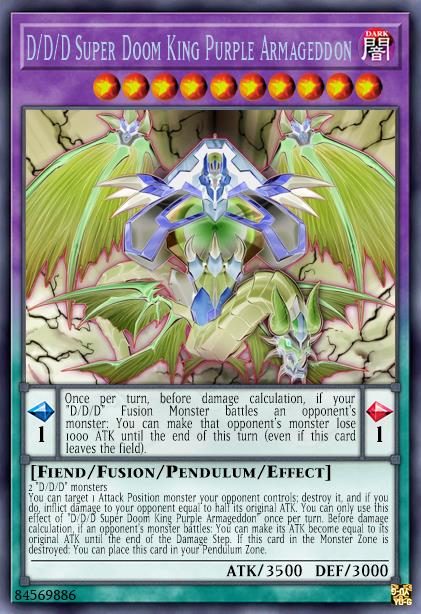 D/D/D Super Doom King Purple Armageddon
DARK
闇
Once per turn, before damage calculation, if your
"D/D/D" Fusion Monster battles an opponent's
monster: You can make that opponent's monster lose
1000 ATK until the end of this turn (even if this card
leaves the field).
1
1
[Fiend/Fusion/Pendulum/Effect]
2 "D/D/D" monsters
You can target 1 Attack Position monster your opponent controls; destroy it, and if you
do, inflict damage to your opponent equal to half its original ATK. You can only use this
effect of "D/D/D Super Doom King Purple Armageddon" once per turn. Before damage
calculation, if an opponent's monster battles: You can make its ATK become equal to its
original ATK until the end of the Damage Step. If this card in the Monster Zone is
destroyed: You can place this card in your Pendulum Zone.
ATK/3500 DEF/3000
84569886